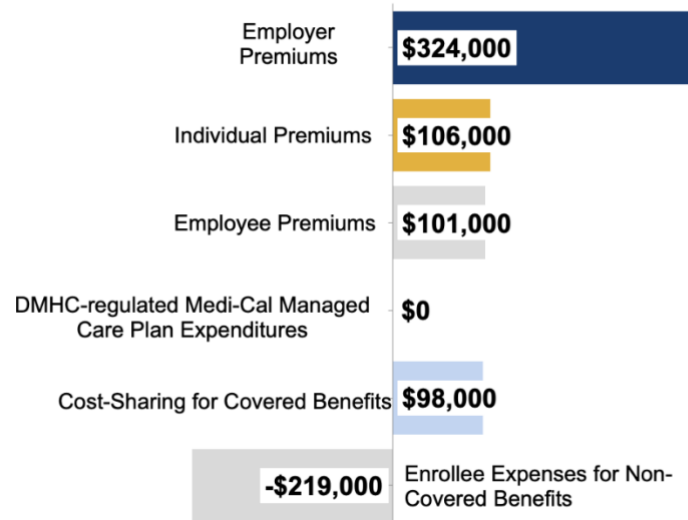 Employer
Premiums
$324,000
Individual Premiums
$106,000
Employee Premiums
$101,000
DMHC-regulated Medi-Cal Managed
Care Plan Expenditures
$0
Cost-Sharing for Covered Benefits
$98,000
-$219,000
Enrollee Expenses for Non-
Covered Benefits